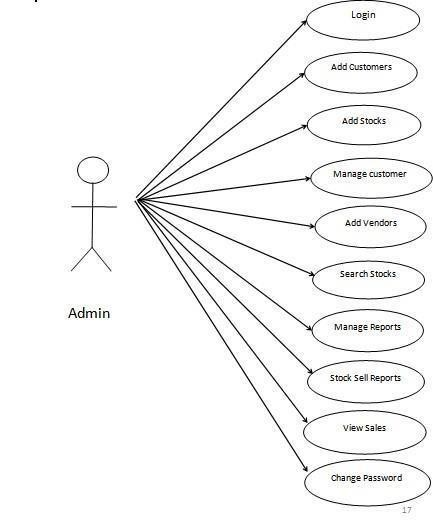 Login
Add Customers
Add Stocks
Manage customer
Add Vendors
Search Stocks
Admin
Manage Reports
Stock Sell Reports
View Sales
Change Password
17